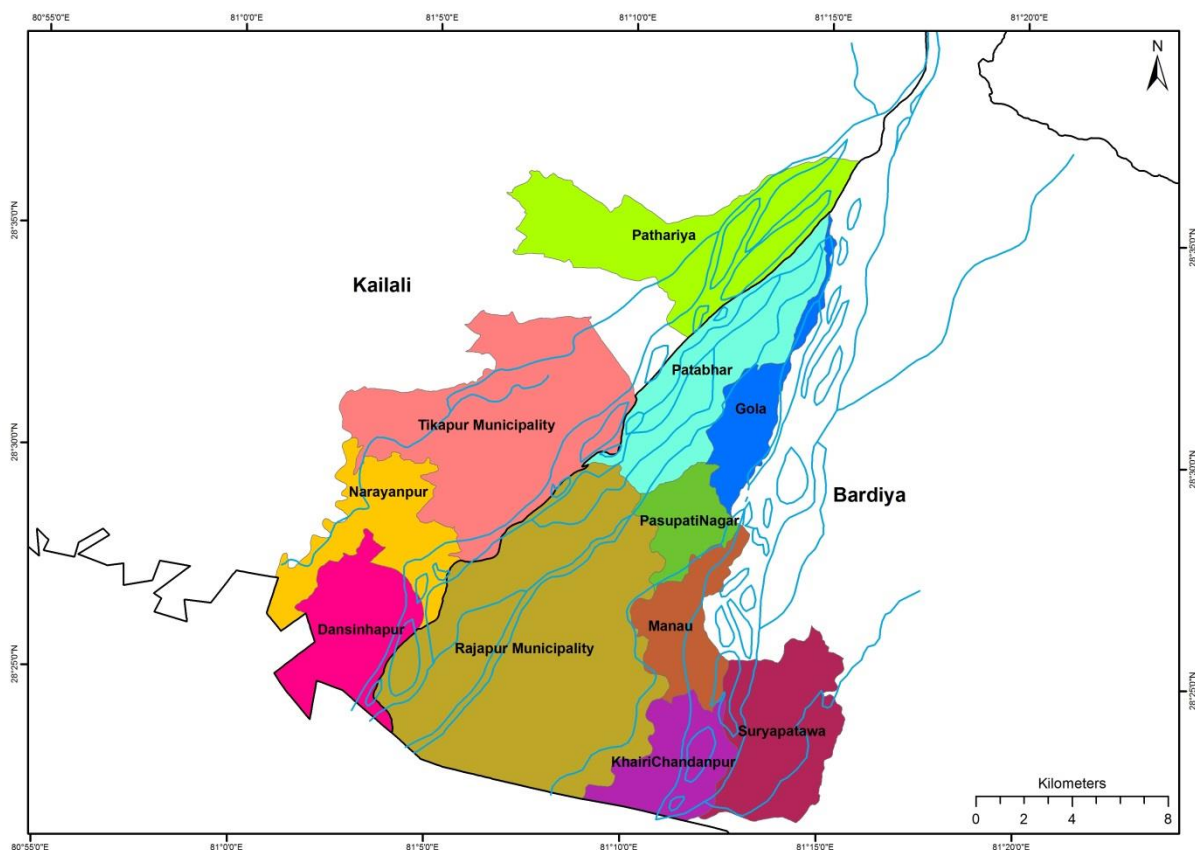 80°55'0"E 81°0'0"E 81°5'0"E 81°10'0"E 81°15'0"E 81°20'0"E
N
28°35'0"N
28°35'0"N
Pathariya
Kailali
Patabhar
Gola
Tikapur Municipality
28°30'0"N
28°30'0"N
Narayanpur
Bardiya
PasupatiNagar
Dansinhapur
Manau
Rajapur Municipality
28°25'0"N
28°25'0"N
Suryapatawa
KhairiChandanpur
Kilometers
0 2 4 8
80°55'0"E 81°0'0"E 81°5'0"E 81°10'0"E 81°15'0"E 81°20'0"E